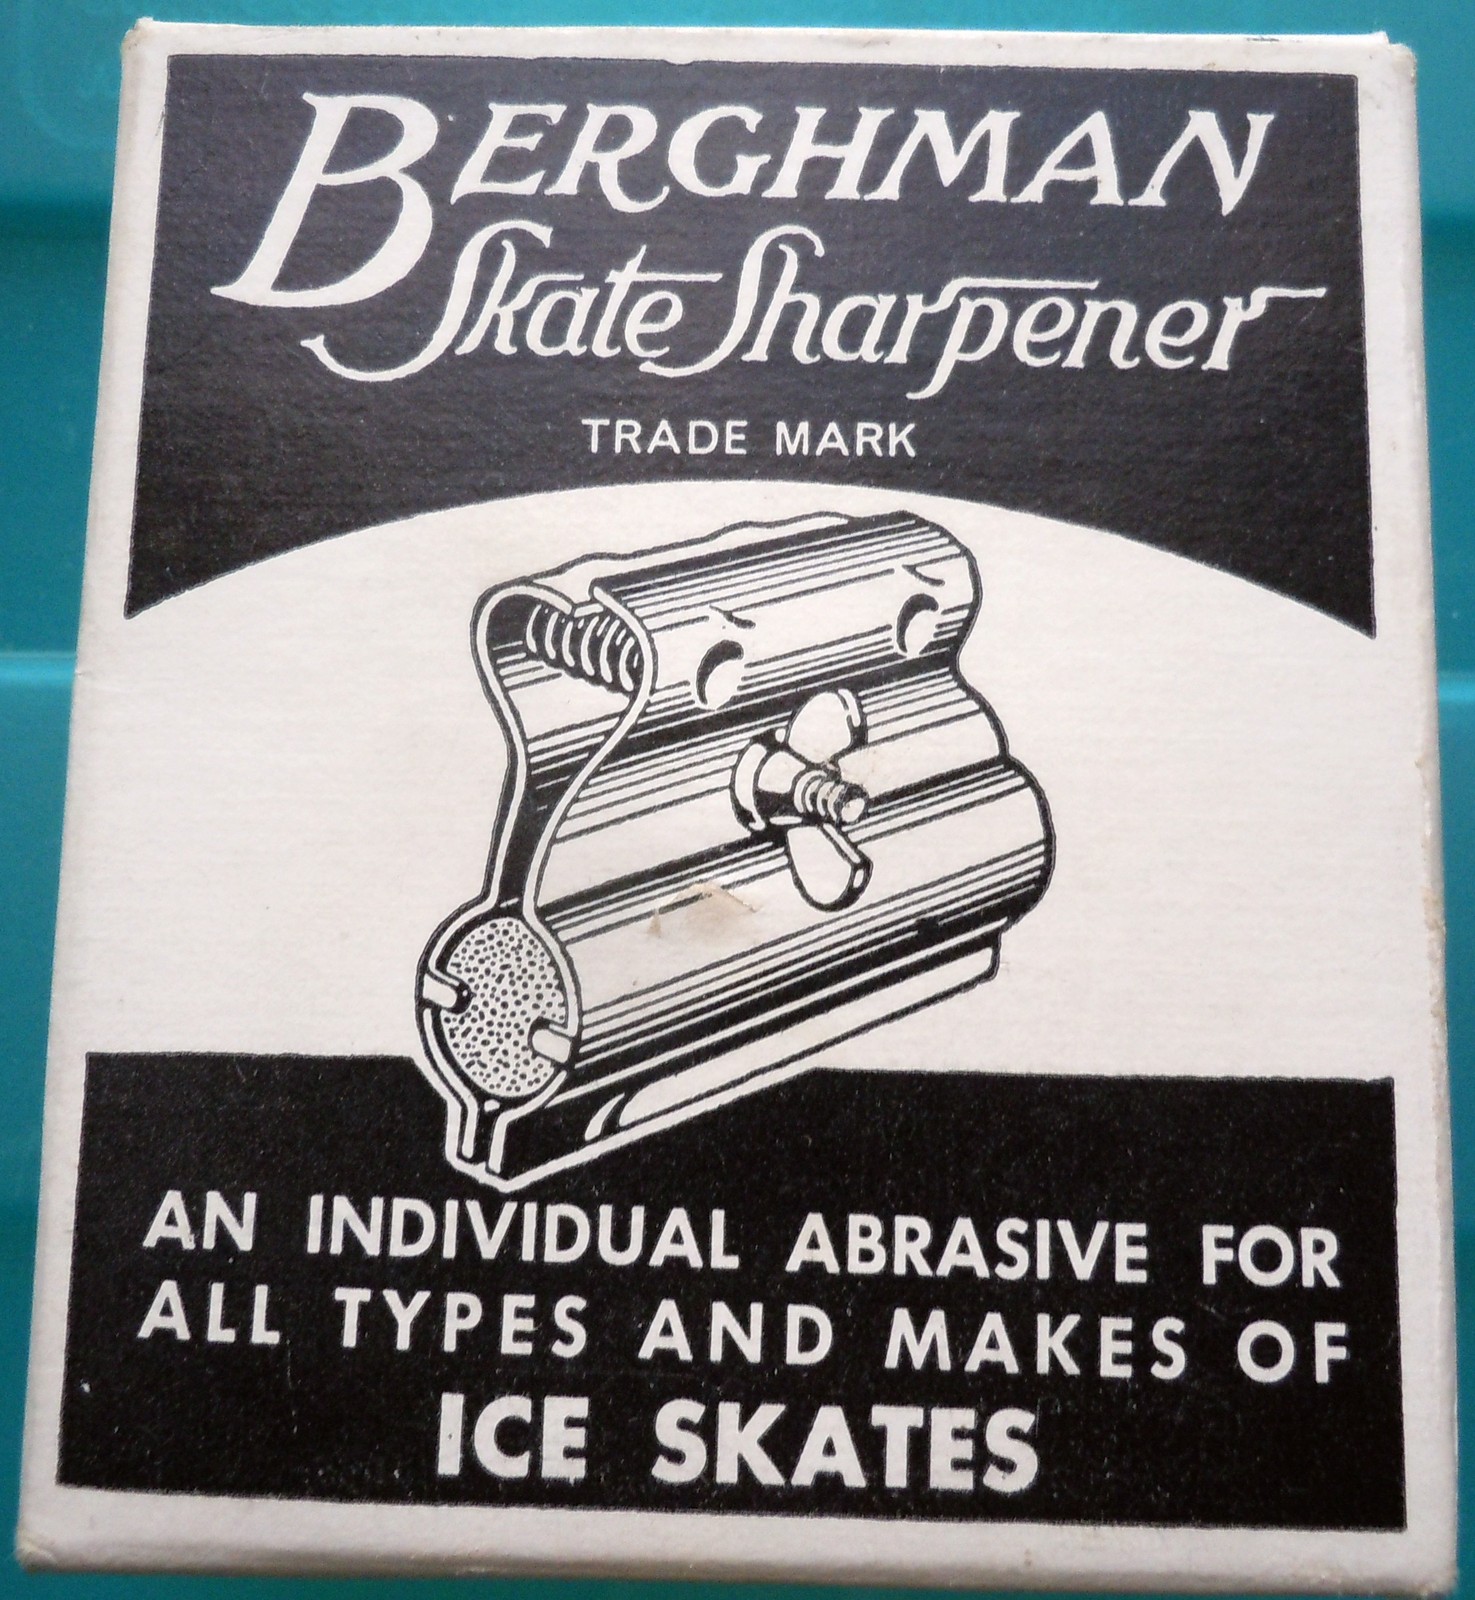 BERGHMAN
Skate Sharpener
TRADE MARK
AN INDIVIDUAL ABRASIVE FOR
ALL TYPES AND MAKES OF
ICE SKATES